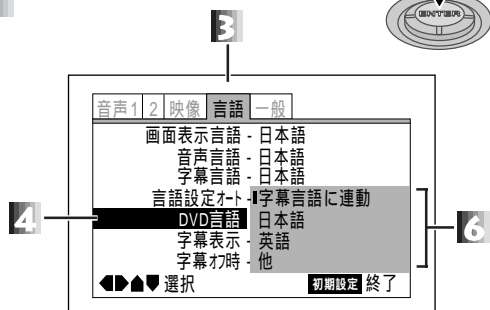 ENTER
3
音声1 2 映像 言語 一般
画面表示言語 - 日本語
音声言語 - 日本語
字幕言語 - 日本語
言語設定ｵｰﾄ - 字幕言語に連動
4 DVD言語 日本語 6
字幕表示 - 英語
字幕ｵﾌ時 - 他
選択 初期設定 終了